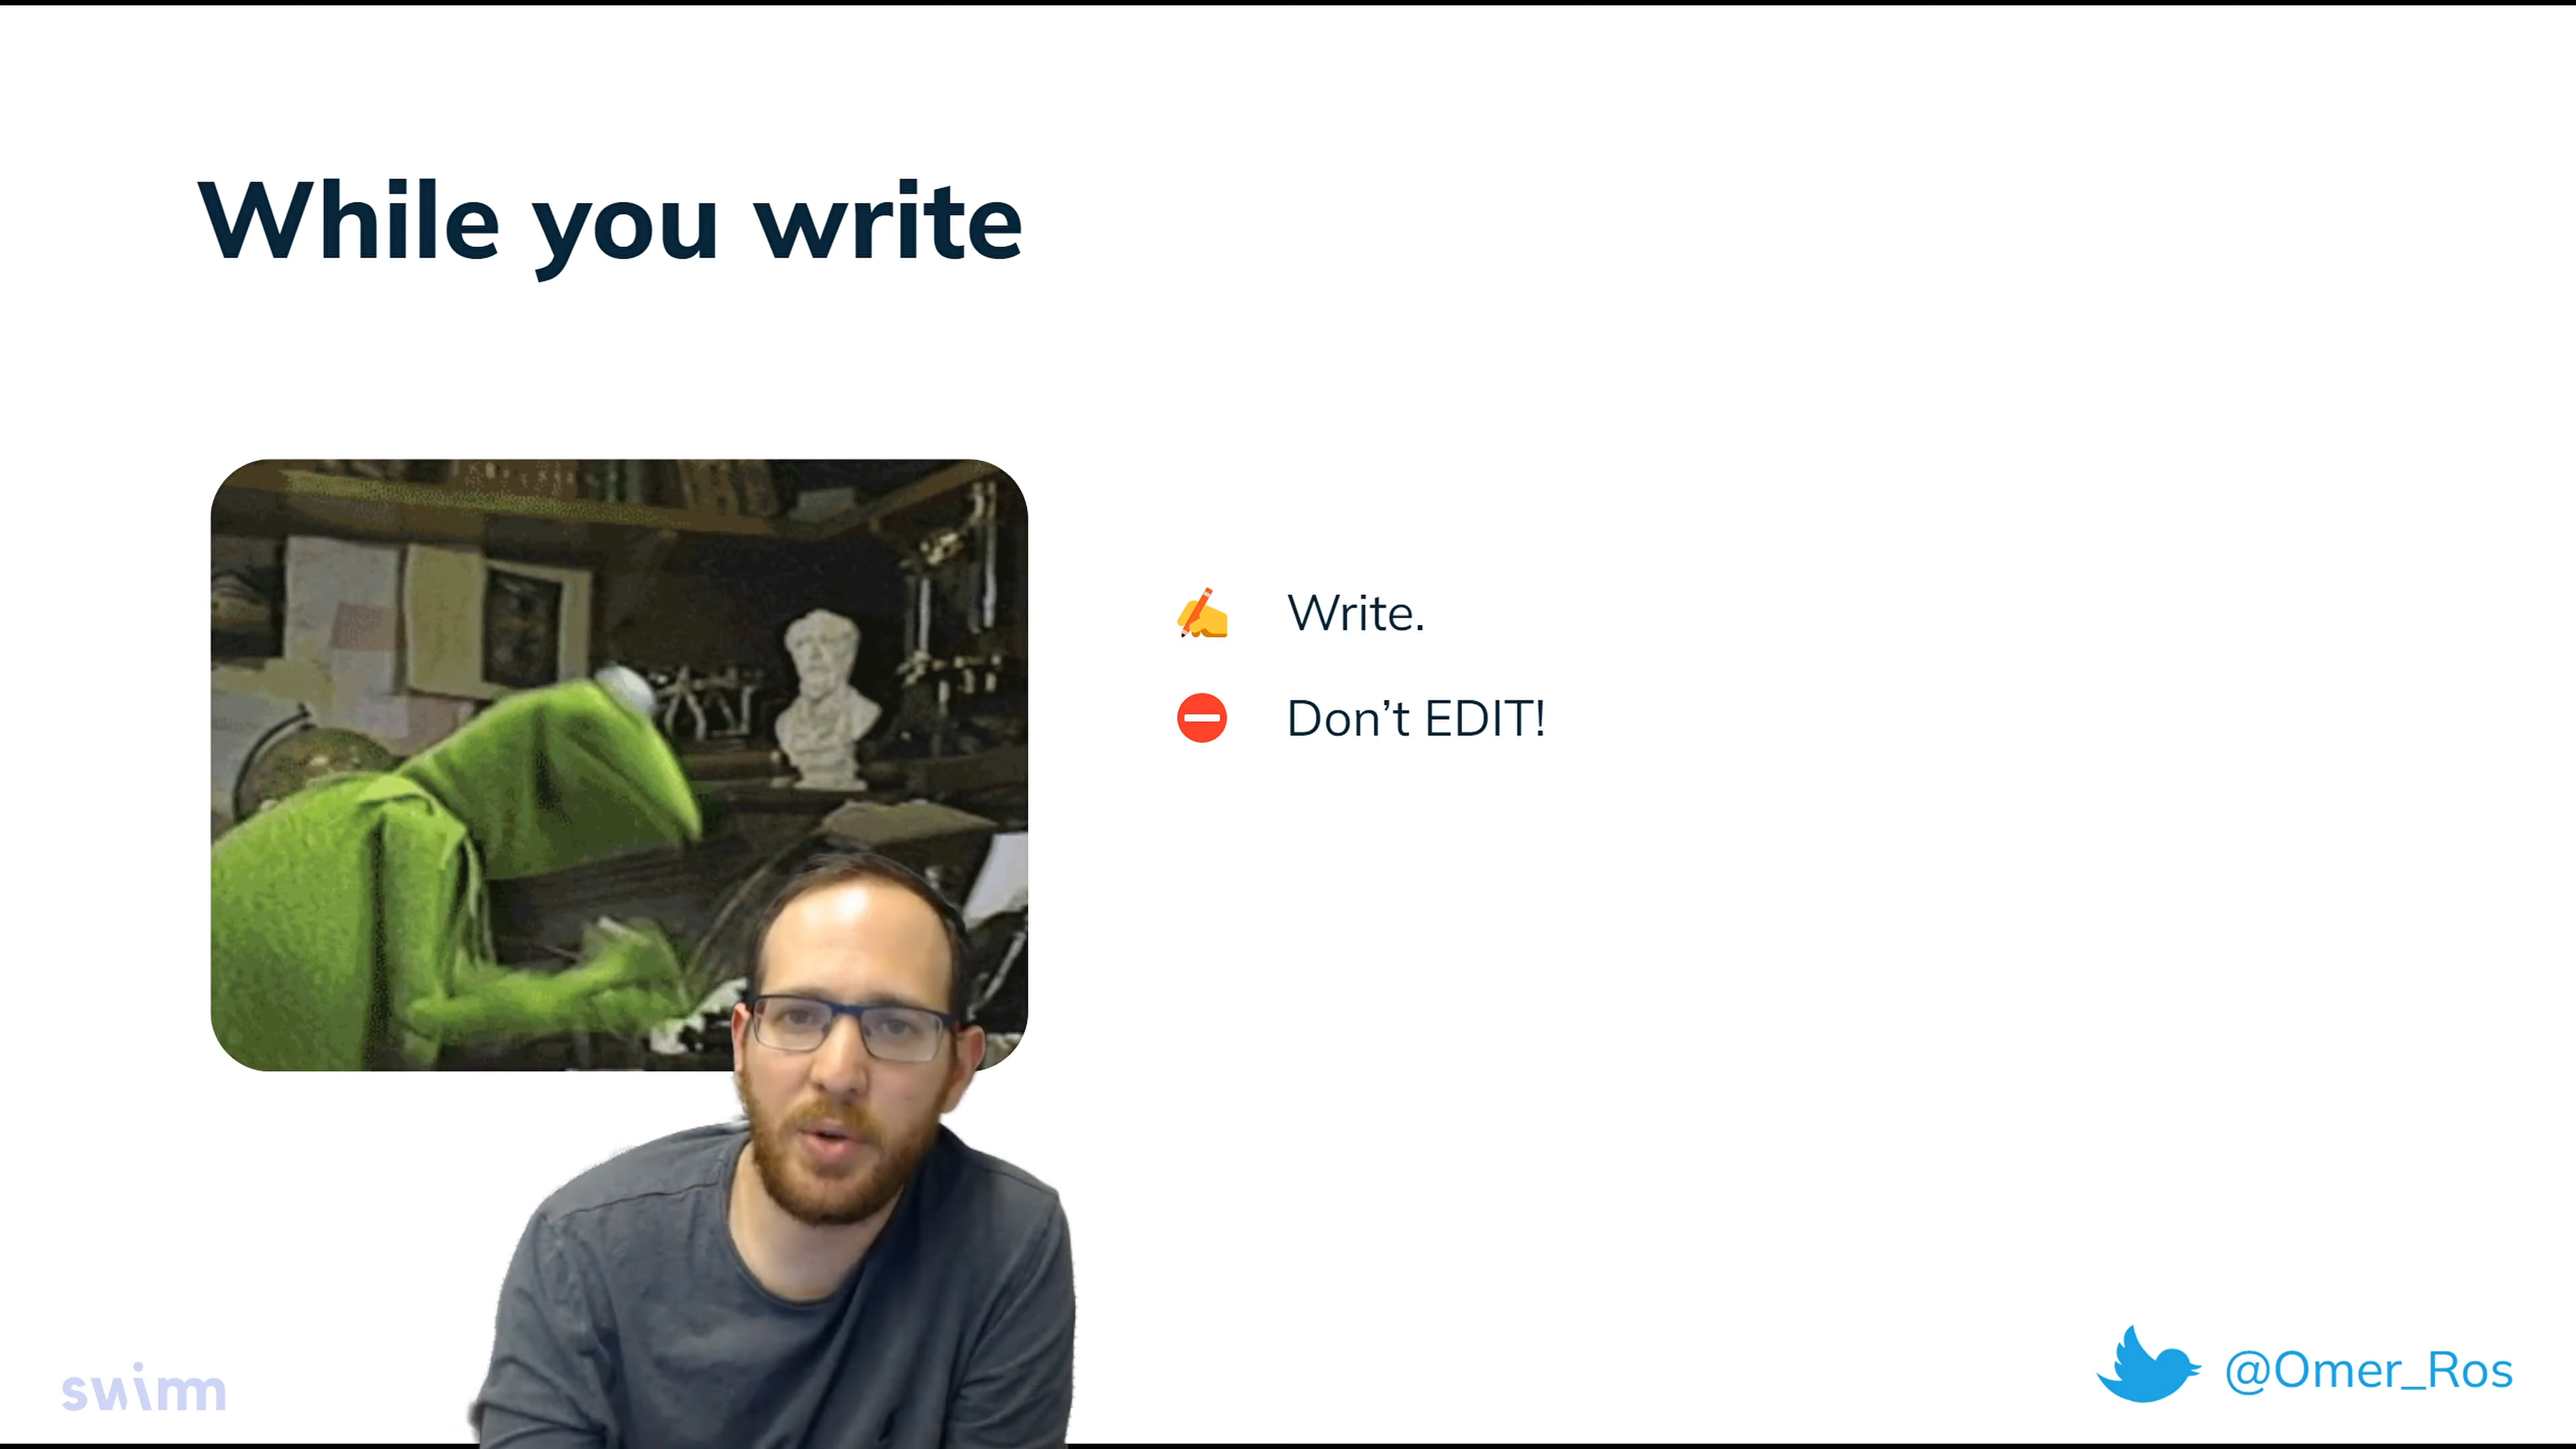 While you write
✍️ Write.
⛔ Don’t EDIT!
swimm
@Omer_Ros